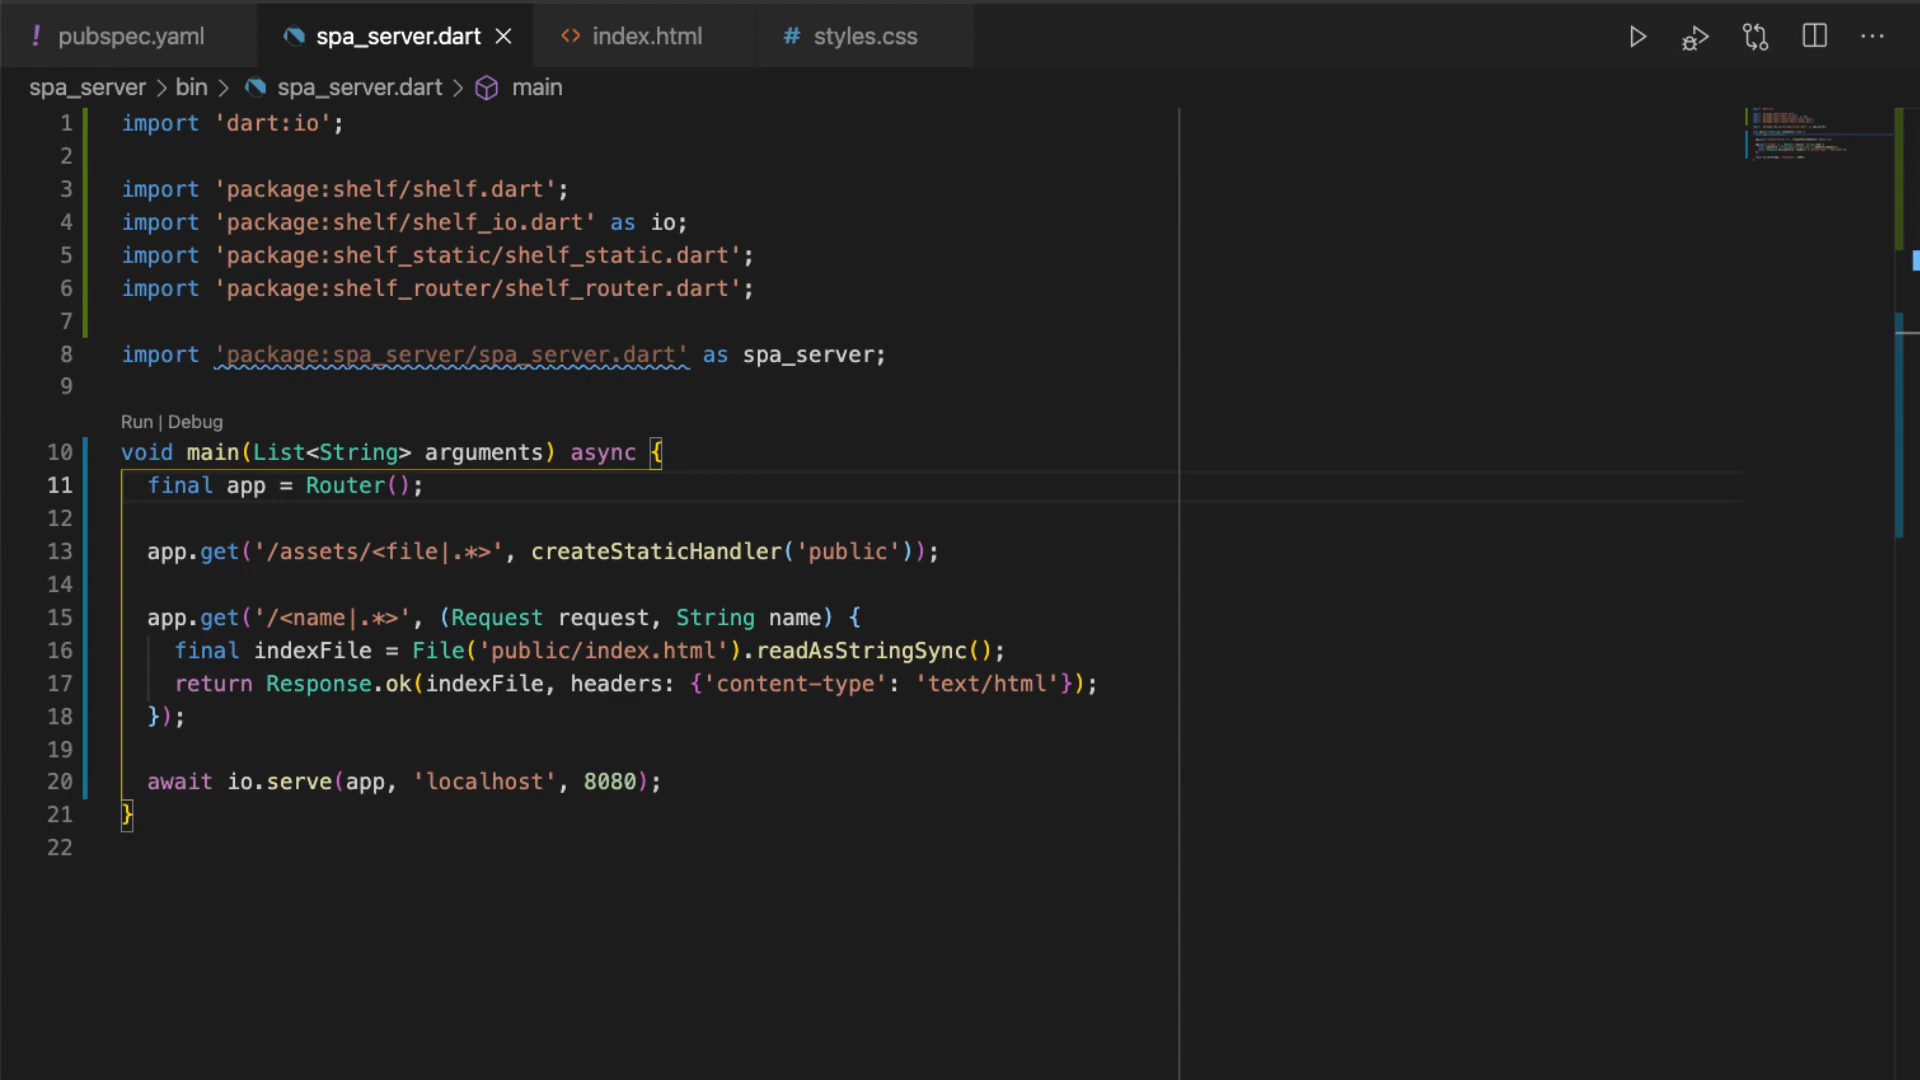 ! pubspec.yaml
spa_server.dart
<> index.html
# styles.css
spa_server > bin > spa_server.dart > main
1 import 'dart:io';
2
3 import 'package:shelf/shelf.dart';
4 import 'package:shelf/shelf_io.dart' as io;
5 import 'package:shelf_static/shelf_static.dart';
6 import 'package:shelf_router/shelf_router.dart';
7
8 import 'package:spa_server/spa_server.dart' as spa_server;
9
Run | Debug
10 void main(List<String> arguments) async {
11 final app = Router();
12
13 app.get('/assets/<file|.*>', createStaticHandler('public'));
14
15 app.get('/<name|.*>', (Request request, String name) {
16 final indexFile = File('public/index.html').readAsStringSync();
17 return Response.ok(indexFile, headers: {'content-type': 'text/html'});
18 });
19
20 await io.serve(app, 'localhost', 8080);
21 }
22